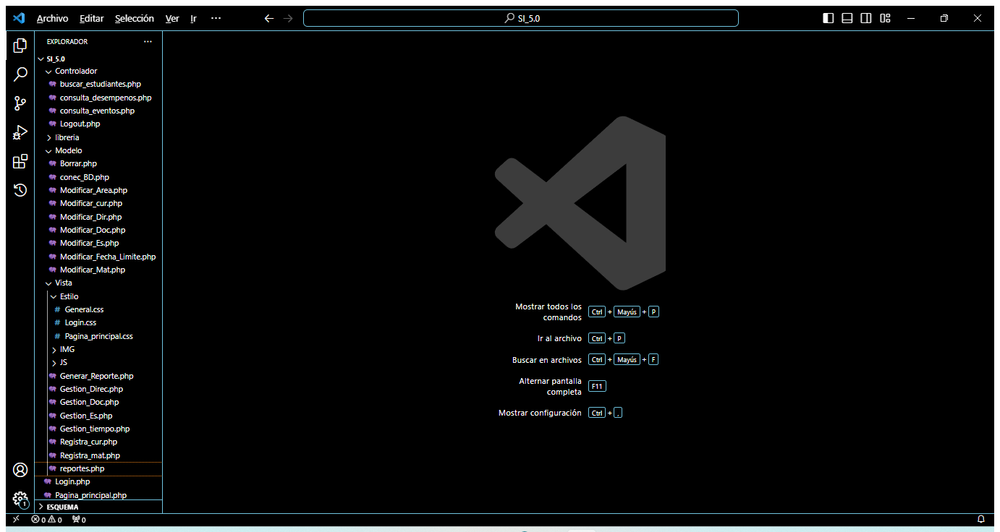 Archivo Editar Selección Ver Ir ···
SI_5.0
EXPLORADOR ···
SI_5.0
Controlador
buscar_estudiantes.php
consulta_desempenos.php
consulta_eventos.php
Logout.php
libreria
Modelo
Borrar.php
conec_BD.php
Modificar_Area.php
Modificar_cur.php
Modificar_Dir.php
Modificar_Doc.php
Modificar_Es.php
Modificar_Fecha_Limite.php
Modificar_Mat.php
Vista
Estilo
# General.css
# Login.css
# Pagina_principal.css
IMG
JS
Generar_Reporte.php
Gestion_Direc.php
Gestion_Doc.php
Gestion_Es.php
Gestion_tiempo.php
Registra_cur.php
Registra_mat.php
reportes.php
Login.php
Pagina_principal.php
ESQUEMA
Mostrar todos los
comandos Ctrl + Mayús + P
Ir al archivo Ctrl + P
Buscar en archivos Ctrl + Mayús + F
Alternar pantalla
completa F11
Mostrar configuración Ctrl + ,
1
0 0 0